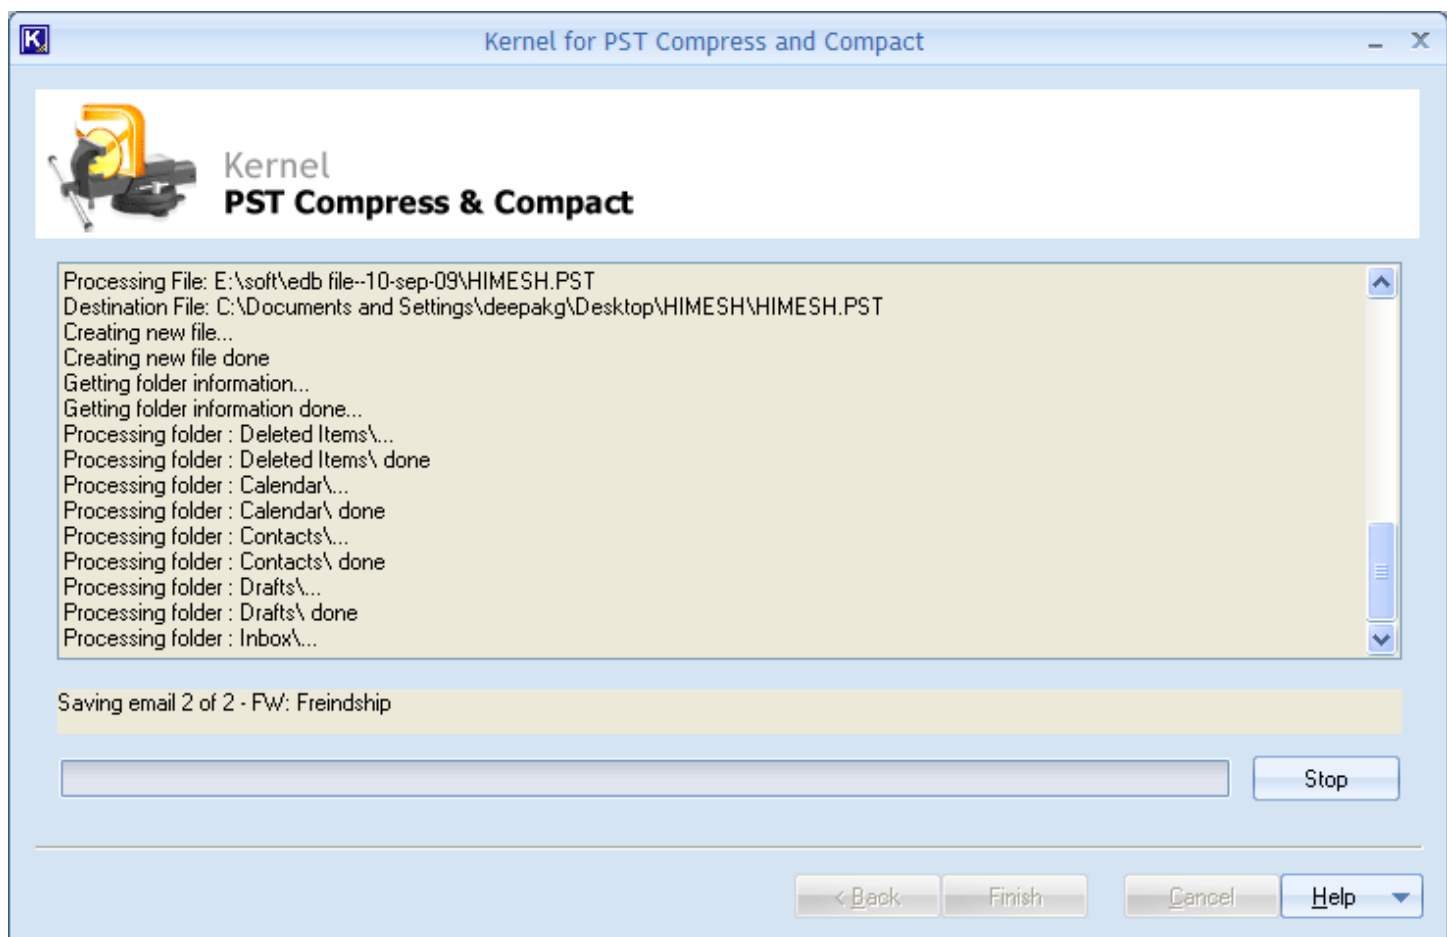 K
Kernel for PST Compress and Compact
Kernel
PST Compress & Compact
Processing File: E:\soft\edb file--10-sep-09\HIMESH.PST
Destination File: C:\Documents and Settings\deepakg\Desktop\HIMESH\HIMESH.PST
Creating new file...
Creating new file done
Getting folder information...
Getting folder information done...
Processing folder : Deleted Items\...
Processing folder : Deleted Items\ done
Processing folder : Calendar\...
Processing folder : Calendar\ done
Processing folder : Contacts\...
Processing folder : Contacts\ done
Processing folder : Drafts\...
Processing folder : Drafts\ done
Processing folder : Inbox\...
Saving email 2 of 2 - FW: Freindship
Stop
< Back
Finish
Cancel
Help